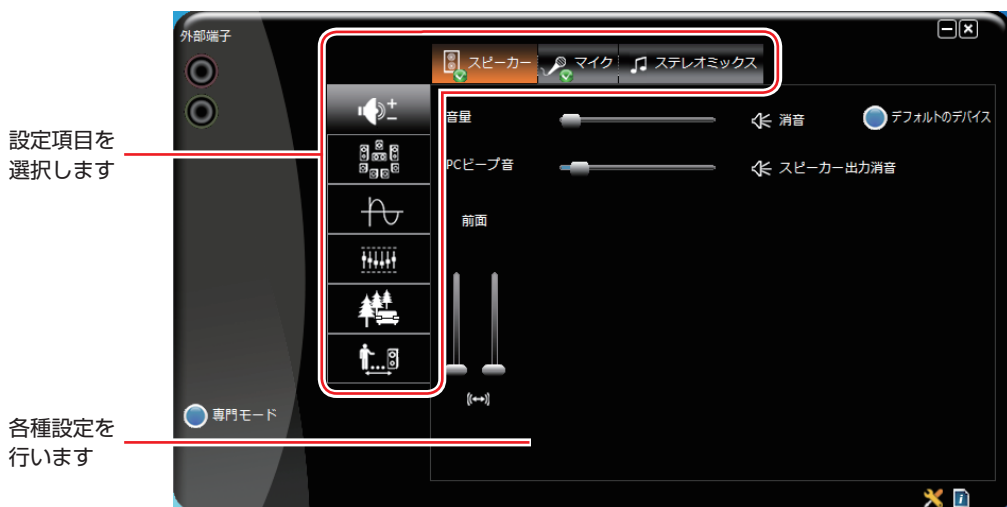 外部端子
スピーカー
マイク
ステレオミックス
設定項目を
選択します
音量
消音
デフォルトのデバイス
PCビープ音
スピーカー出力消音
前面
専門モード
各種設定を
行います